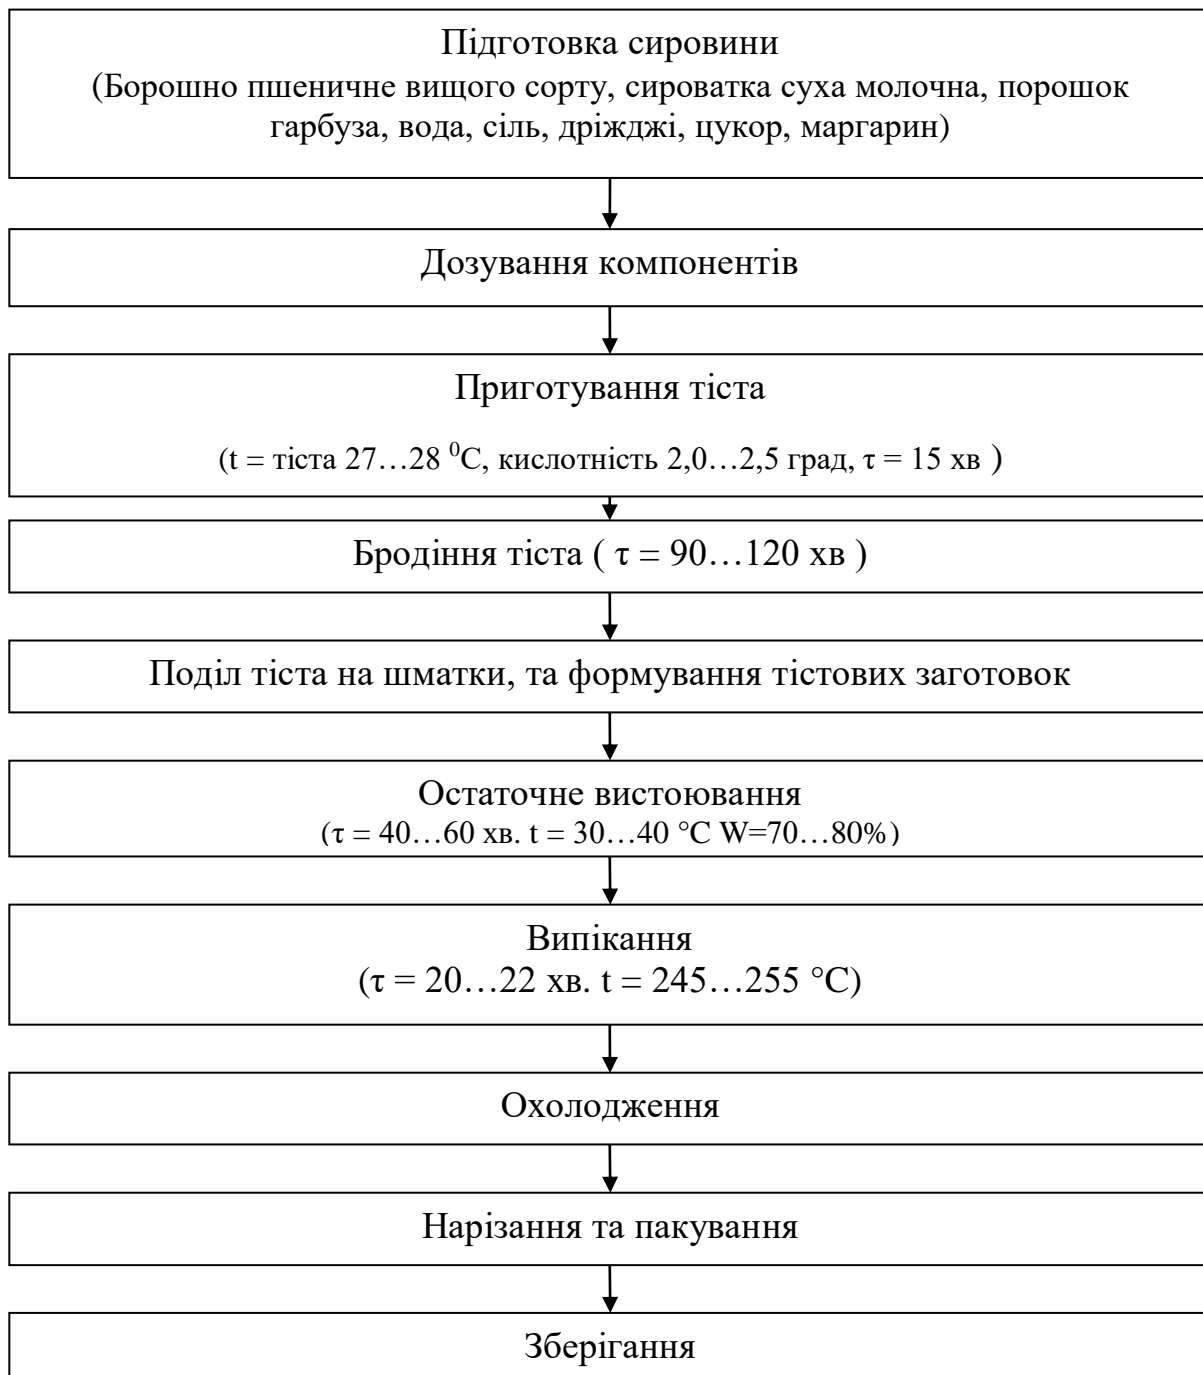 Підготовка сировини
(Борошно пшеничне вищого сорту, сироватка суха молочна, порошок
гарбуза, вода, сіль, дріжджі, цукор, маргарин)
Дозування компонентів
Приготування тіста
(t = тіста 27…28 ⁰С, кислотність 2,0…2,5 град, τ = 15 хв )
Бродіння тіста ( τ = 90…120 хв )
Поділ тіста на шматки, та формування тістових заготовок
Остаточне вистоювання
(τ = 40…60 хв. t = 30…40 °С W=70…80%)
Випікання
(τ = 20…22 хв. t = 245…255 °С)
Охолодження
Нарізання та пакування
Зберігання